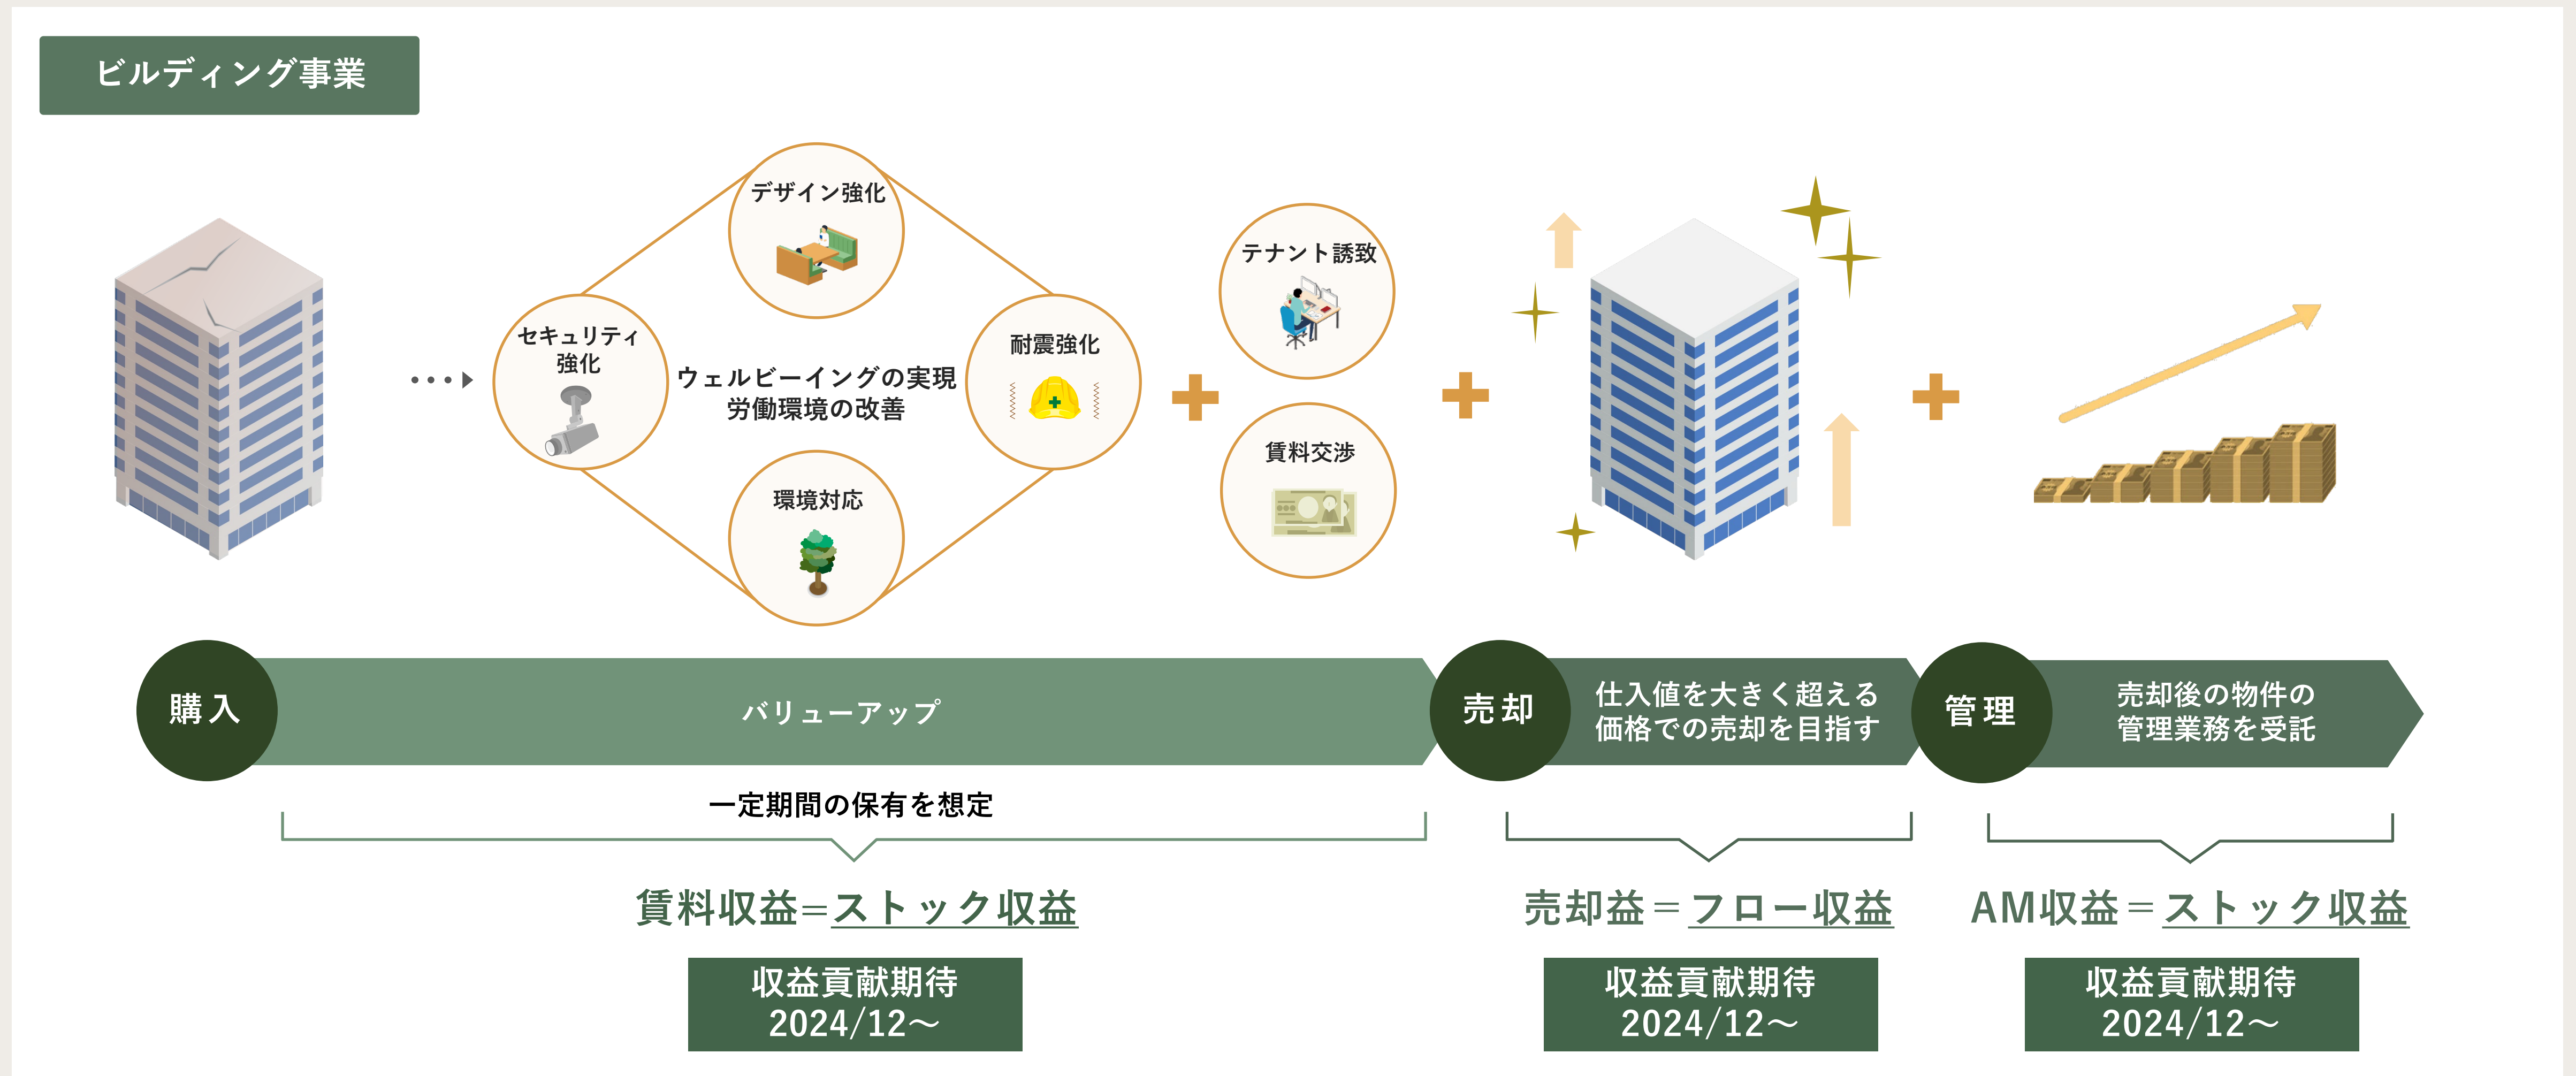 ビルディング事業
デザイン強化
セキュリティ
強化
ウェルビーイングの実現
労働環境の改善
耐震強化
環境対応
テナント誘致
賃料交渉
購入
バリューアップ
売却
仕入値を大きく超える
価格での売却を目指す
管理
売却後の物件の
管理業務を受託
一定期間の保有を想定
賃料収益=ストック収益
売却益=フロー収益
AM収益=ストック収益
収益貢献期待
2024/12～
収益貢献期待
2024/12～
収益貢献期待
2024/12～